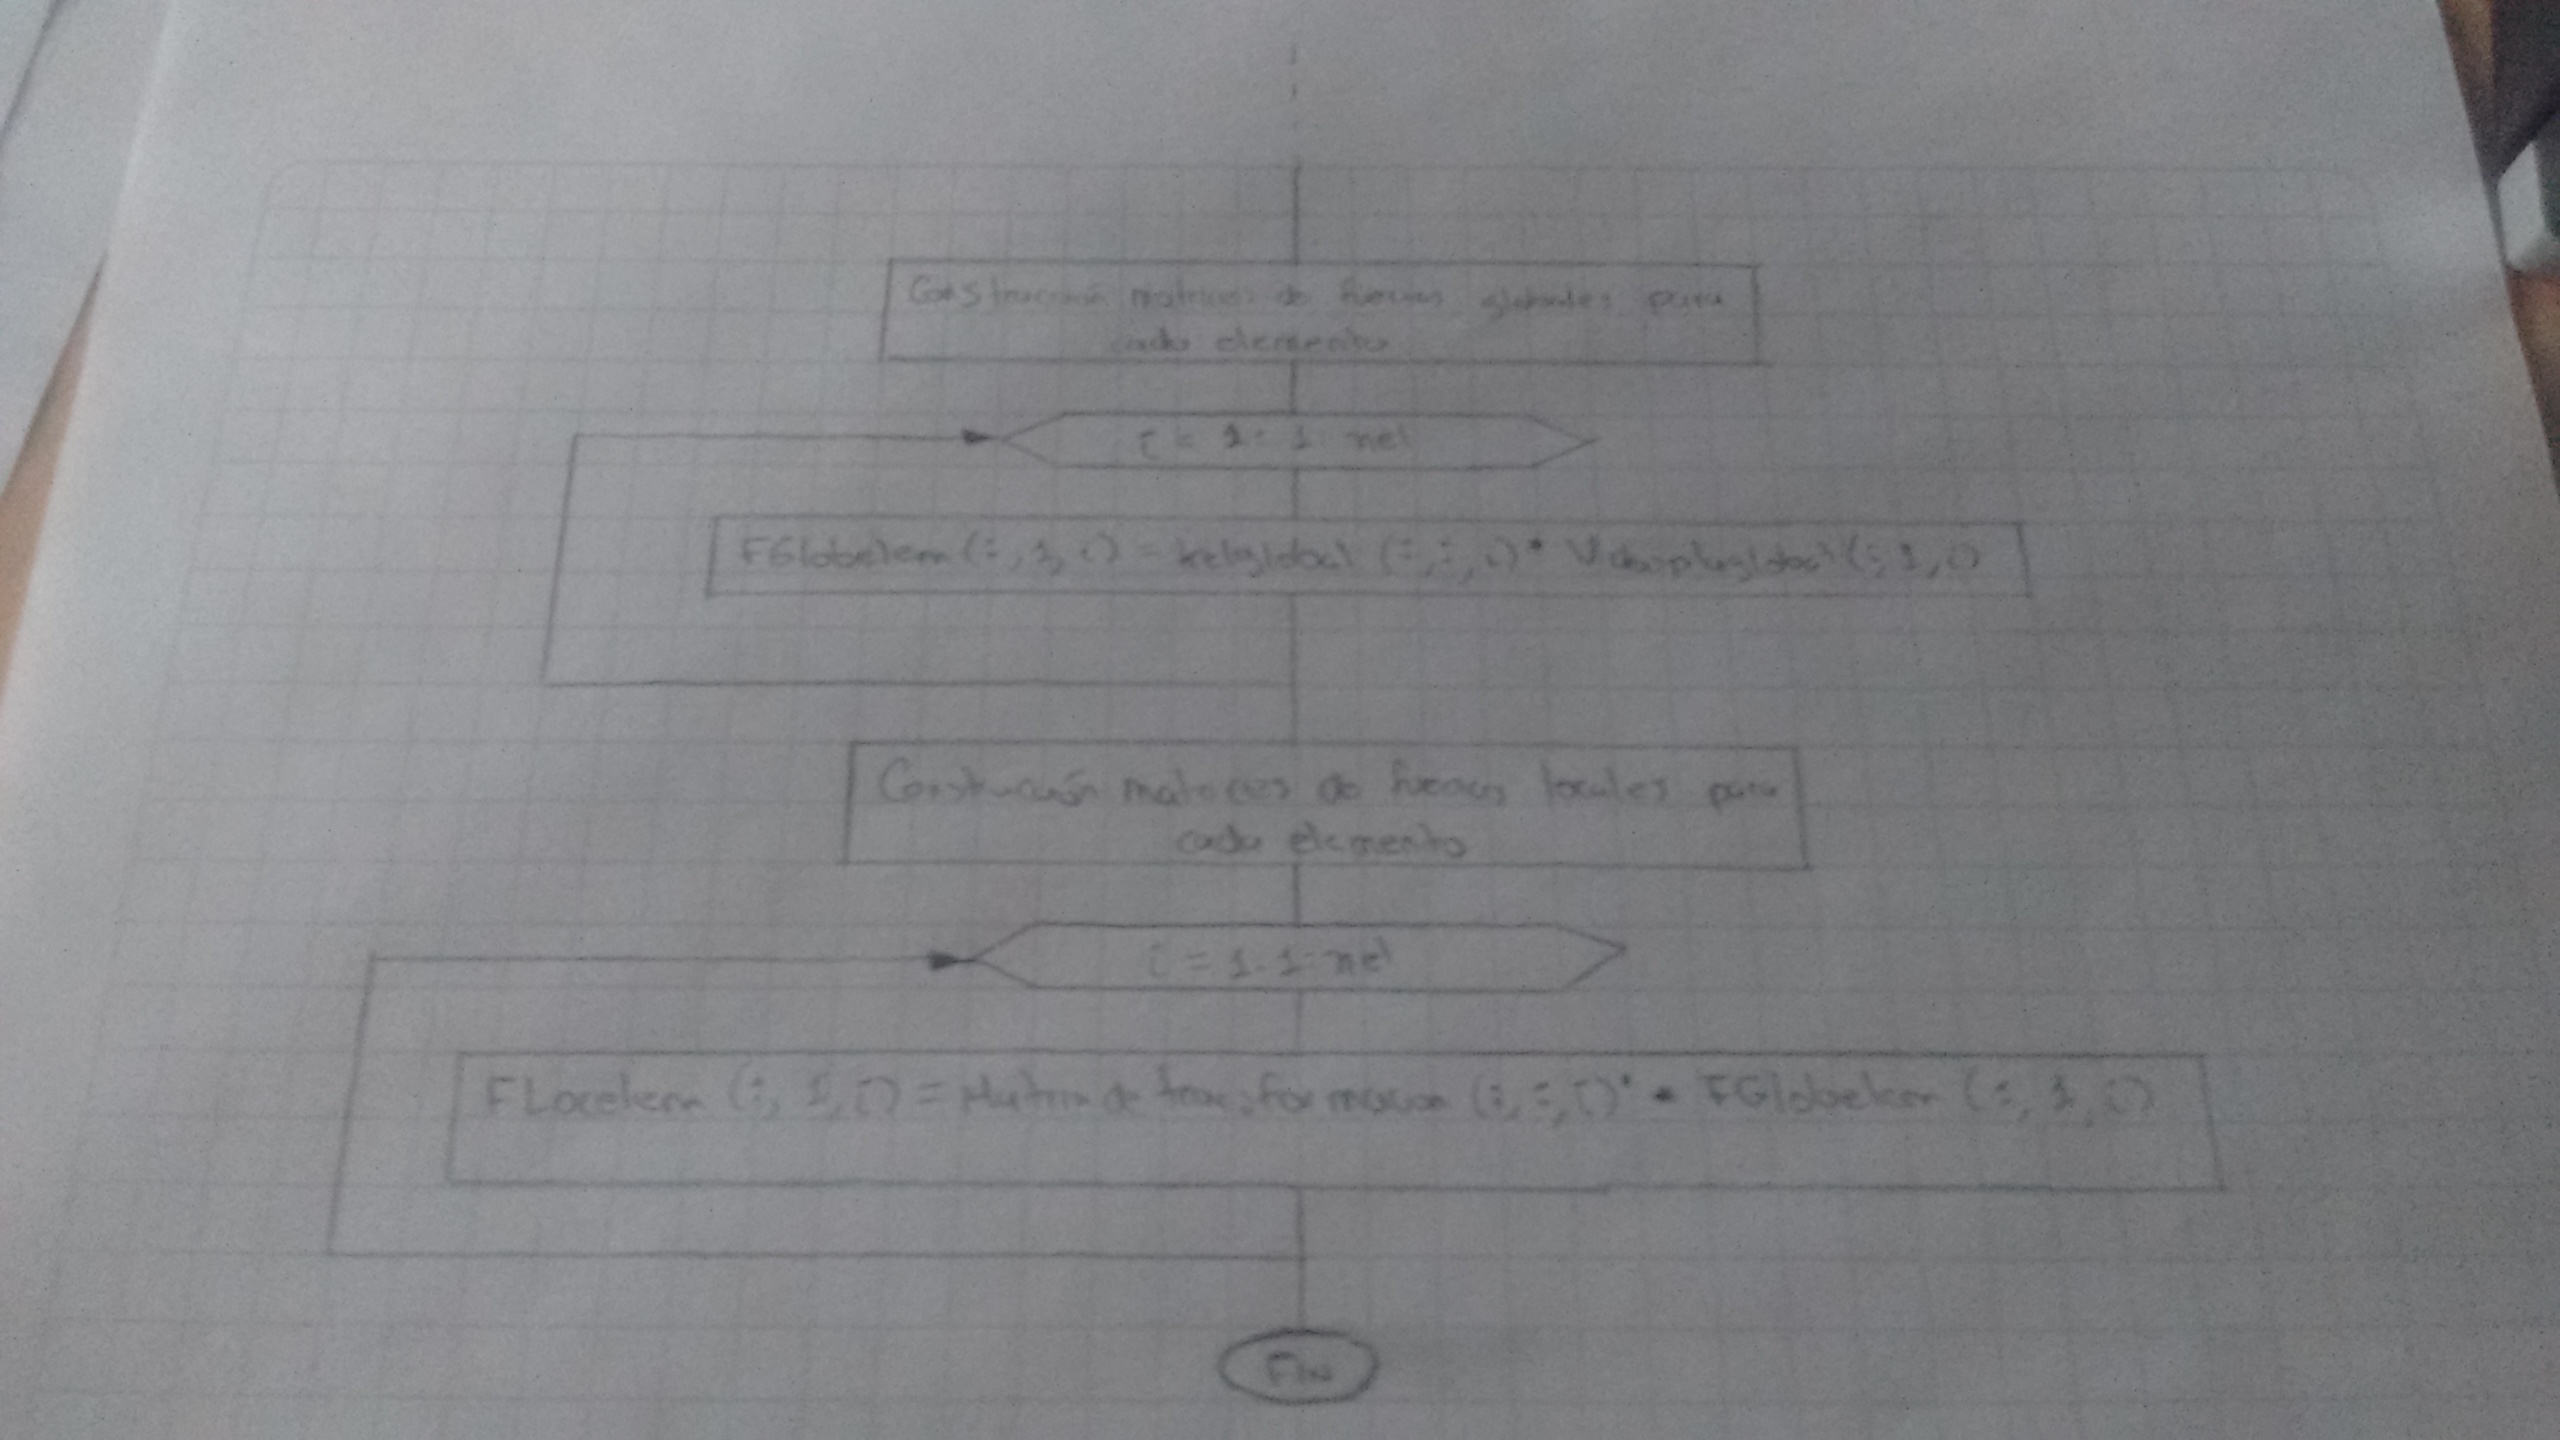 Construcción matrices de fuerzas globales para
cada elemento
i = 1: 1: nel
FGlobelem (:, 1, i) = kelglobal (:, :, i) * (:, 1, i)
Construcción matrices de fuerzas locales para
cada elemento
i = 1:1:nel
FLocelem (:, 1, i) = Matriz de transformacion (:, :, i)' * FGlobelem (:, 1, i)
FIN